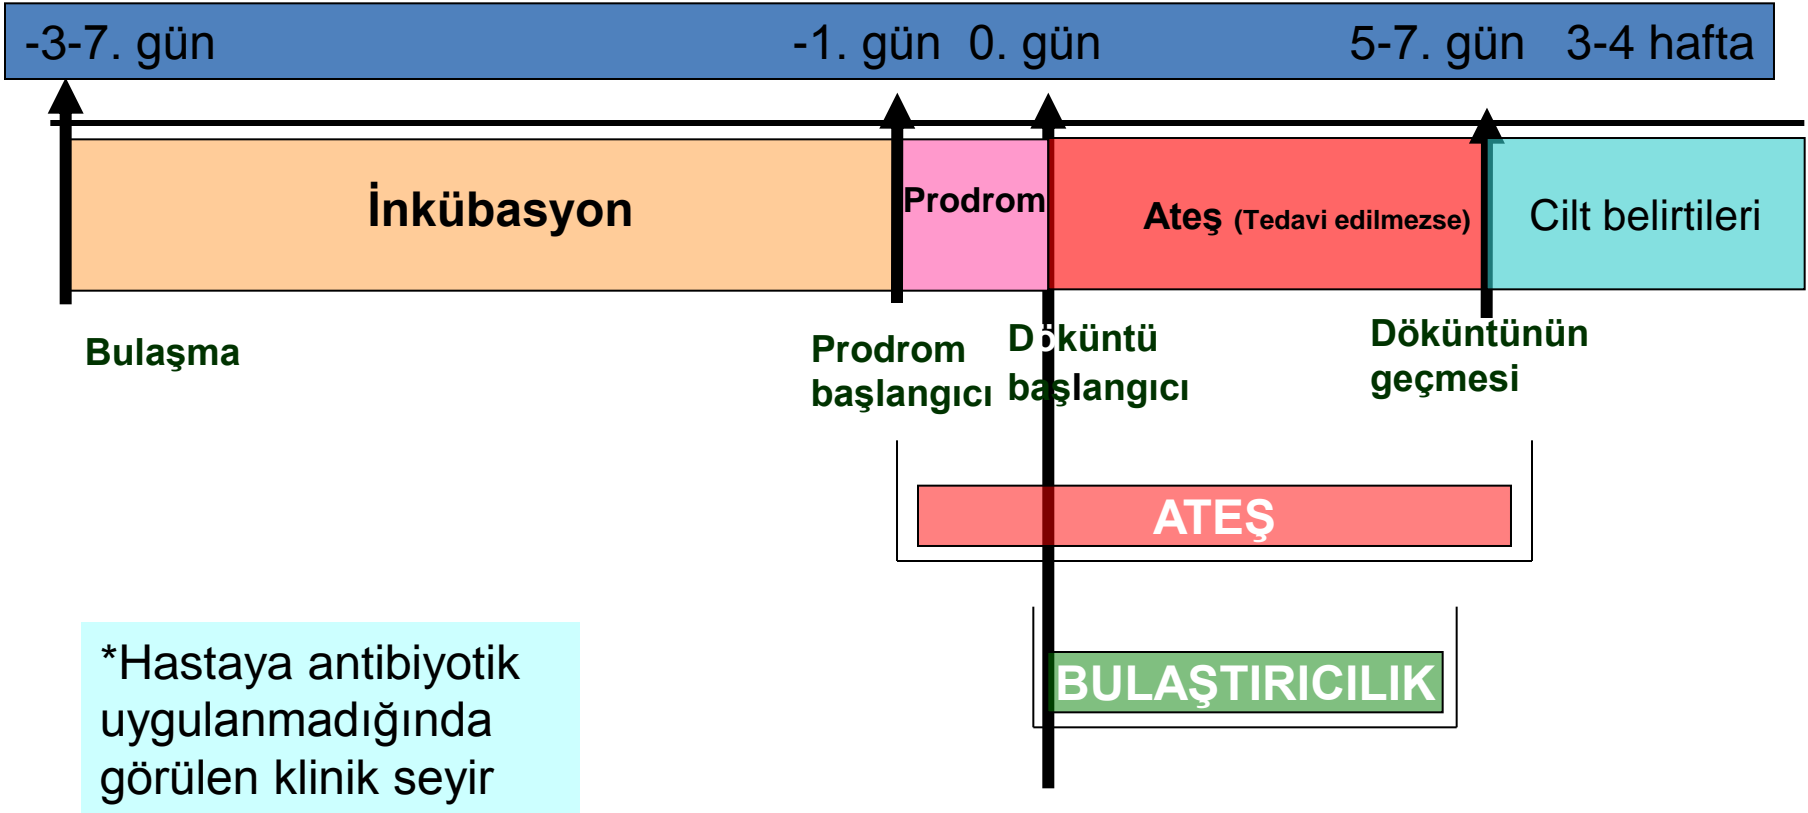 -3-7. gün -1. gün 0. gün 5-7. gün 3-4 hafta
İnkübasyon
Prodrom
Ateş (Tedavi edilmezse)
Cilt belirtileri
Bulaşma
Prodrom
başlangıcı
Döküntü
başlangıcı
Döküntünün
geçmesi
ATEŞ
BULAŞTIRICILIK
*Hastaya antibiyotik
uygulanmadığında
görülen klinik seyir